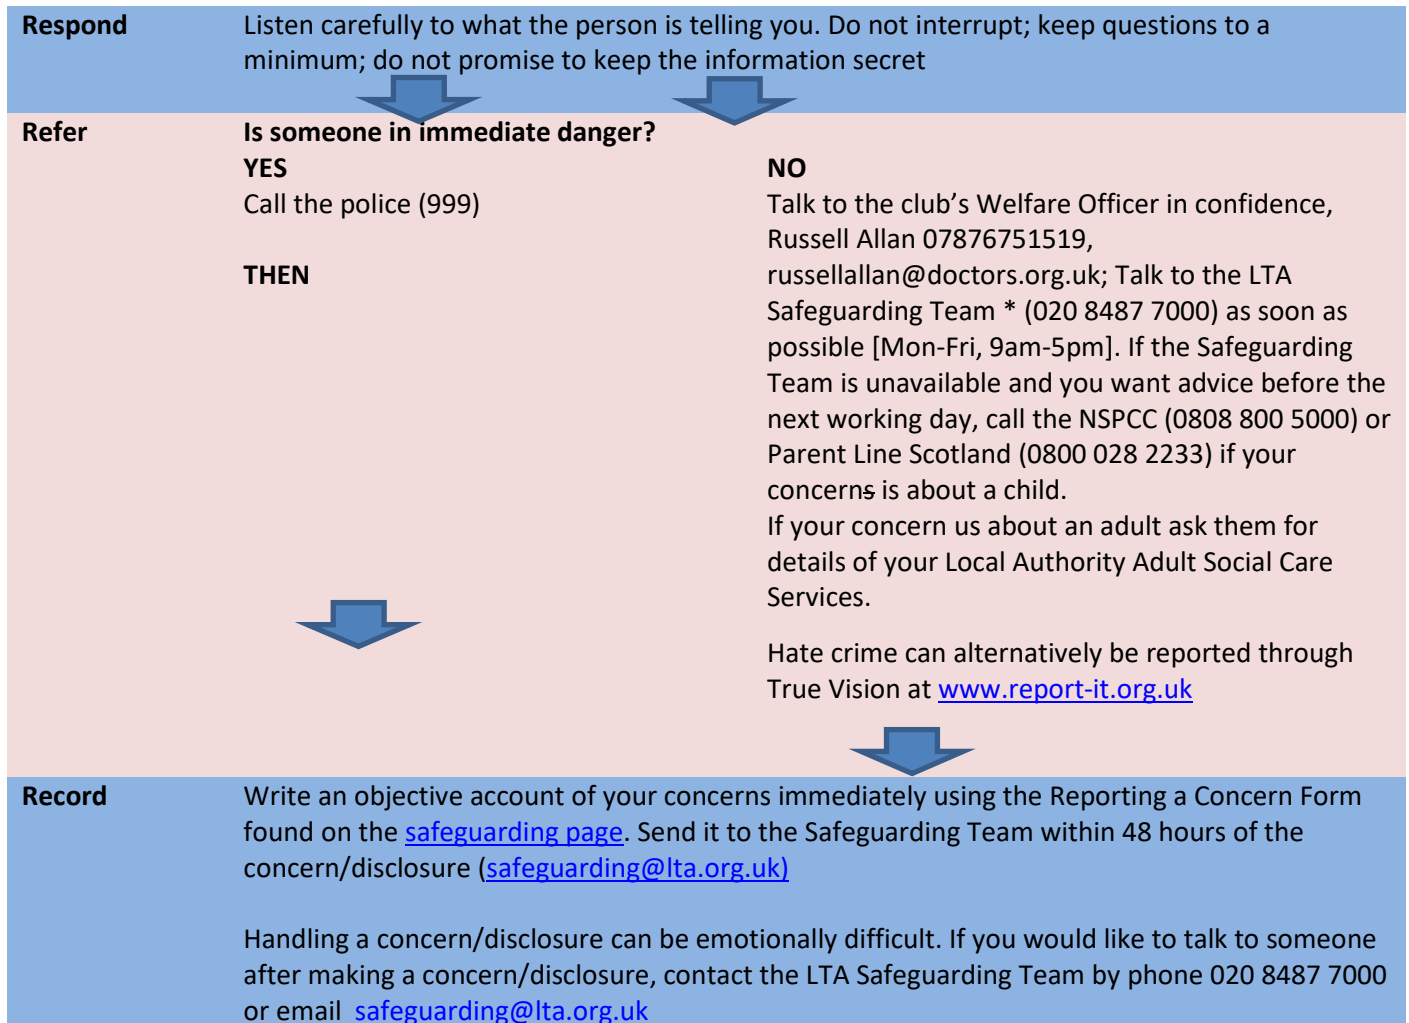 Respond
Listen carefully to what the person is telling you. Do not interrupt; keep questions to a
minimum; do not promise to keep the information secret
Refer
Is someone in immediate danger?
YES
Call the police (999)
THEN
NO
Talk to the club’s Welfare Officer in confidence,
Russell Allan 07876751519,
russellallan@doctors.org.uk; Talk to the LTA
Safeguarding Team * (020 8487 7000) as soon as
possible [Mon-Fri, 9am-5pm]. If the Safeguarding
Team is unavailable and you want advice before the
next working day, call the NSPCC (0808 800 5000) or
Parent Line Scotland (0800 028 2233) if your
concerns is about a child.
If your concern us about an adult ask them for
details of your Local Authority Adult Social Care
Services.
Hate crime can alternatively be reported through
True Vision at www.report-it.org.uk
Record
Write an objective account of your concerns immediately using the Reporting a Concern Form
found on the safeguarding page. Send it to the Safeguarding Team within 48 hours of the
concern/disclosure (safeguarding@lta.org.uk)
Handling a concern/disclosure can be emotionally difficult. If you would like to talk to someone
after making a concern/disclosure, contact the LTA Safeguarding Team by phone 020 8487 7000
or email safeguarding@lta.org.uk